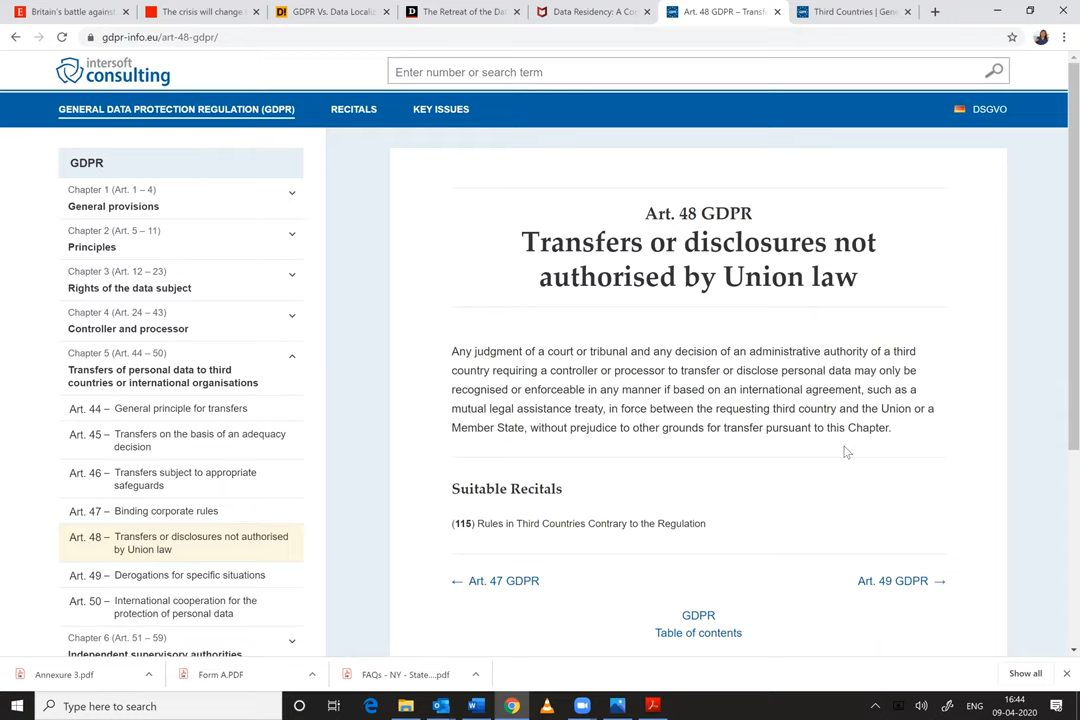 Britain's battle against
The crisis will change
GDPR Vs. Data Localiz
The Retreat of the Dat
Data Residency: A Co
Art. 48 GDPR – Transf
Third Countries | Gen
gdpr-info.eu/art-48-gdpr/
intersoft
consulting
Enter number or search term
GENERAL DATA PROTECTION REGULATION (GDPR)
RECITALS
KEY ISSUES
DSGVO
GDPR
Chapter 1 (Art. 1 – 4)
General provisions
Chapter 2 (Art. 5 – 11)
Principles
Chapter 3 (Art. 12 – 23)
Rights of the data subject
Chapter 4 (Art. 24 – 43)
Controller and processor
Chapter 5 (Art. 44 – 50)
Transfers of personal data to third
countries or international organisations
Art. 44 – General principle for transfers
Art. 45 – Transfers on the basis of an adequacy
decision
Art. 46 – Transfers subject to appropriate
safeguards
Art. 47 – Binding corporate rules
Art. 48 – Transfers or disclosures not authorised
by Union law
Art. 49 – Derogations for specific situations
Art. 50 – International cooperation for the
protection of personal data
Chapter 6 (Art. 51 – 59)
Independent supervisory authorities
Art. 48 GDPR
Transfers or disclosures not
authorised by Union law
Any judgment of a court or tribunal and any decision of an administrative authority of a third
country requiring a controller or processor to transfer or disclose personal data may only be
recognised or enforceable in any manner if based on an international agreement, such as a
mutual legal assistance treaty, in force between the requesting third country and the Union or a
Member State, without prejudice to other grounds for transfer pursuant to this Chapter.
Suitable Recitals
(115) Rules in Third Countries Contrary to the Regulation
← Art. 47 GDPR
Art. 49 GDPR →
GDPR
Table of contents
Annexure 3.pdf
Form A.PDF
FAQs - NY - State....pdf
Show all
Type here to search
ENG
16:44
09-04-2020